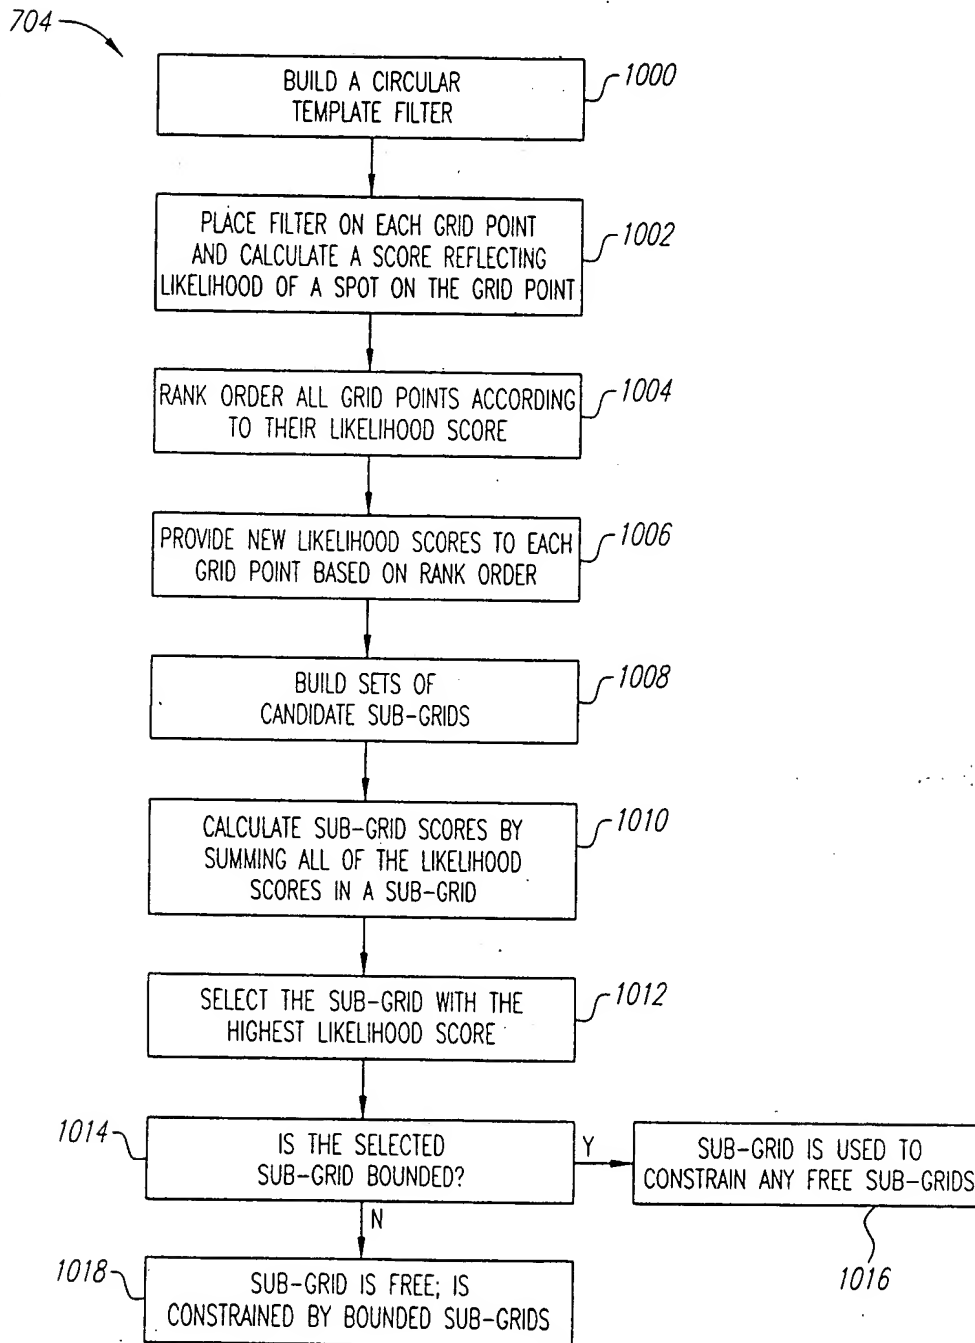 704
BUILD A CIRCULAR
TEMPLATE FILTER
1000
PLACE FILTER ON EACH GRID POINT
AND CALCULATE A SCORE REFLECTING
LIKELIHOOD OF A SPOT ON THE GRID POINT
1002
RANK ORDER ALL GRID POINTS ACCORDING
TO THEIR LIKELIHOOD SCORE
1004
PROVIDE NEW LIKELIHOOD SCORES TO EACH
GRID POINT BASED ON RANK ORDER
1006
BUILD SETS OF
CANDIDATE SUB-GRIDS
1008
CALCULATE SUB-GRID SCORES BY
SUMMING ALL OF THE LIKELIHOOD
SCORES IN A SUB-GRID
1010
SELECT THE SUB-GRID WITH THE
HIGHEST LIKELIHOOD SCORE
1012
1014
IS THE SELECTED
SUB-GRID BOUNDED?
Y
SUB-GRID IS USED TO
CONSTRAIN ANY FREE SUB-GRIDS
1016
N
1018
SUB-GRID IS FREE; IS
CONSTRAINED BY BOUNDED SUB-GRIDS